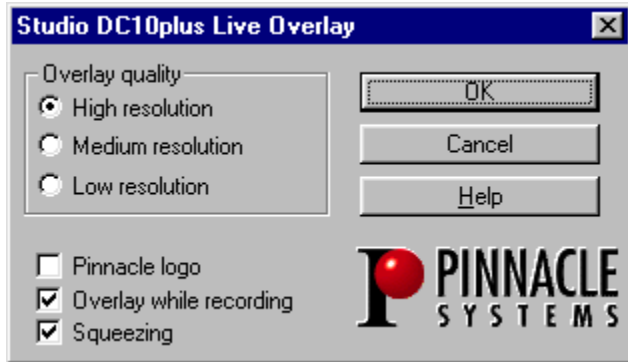 Studio DC10plus Live Overlay
Overlay quality
High resolution
Medium resolution
Low resolution
OK
Cancel
Help
Pinnacle logo
Overlay while recording
Squeezing
PINNACLE
SYSTEMS